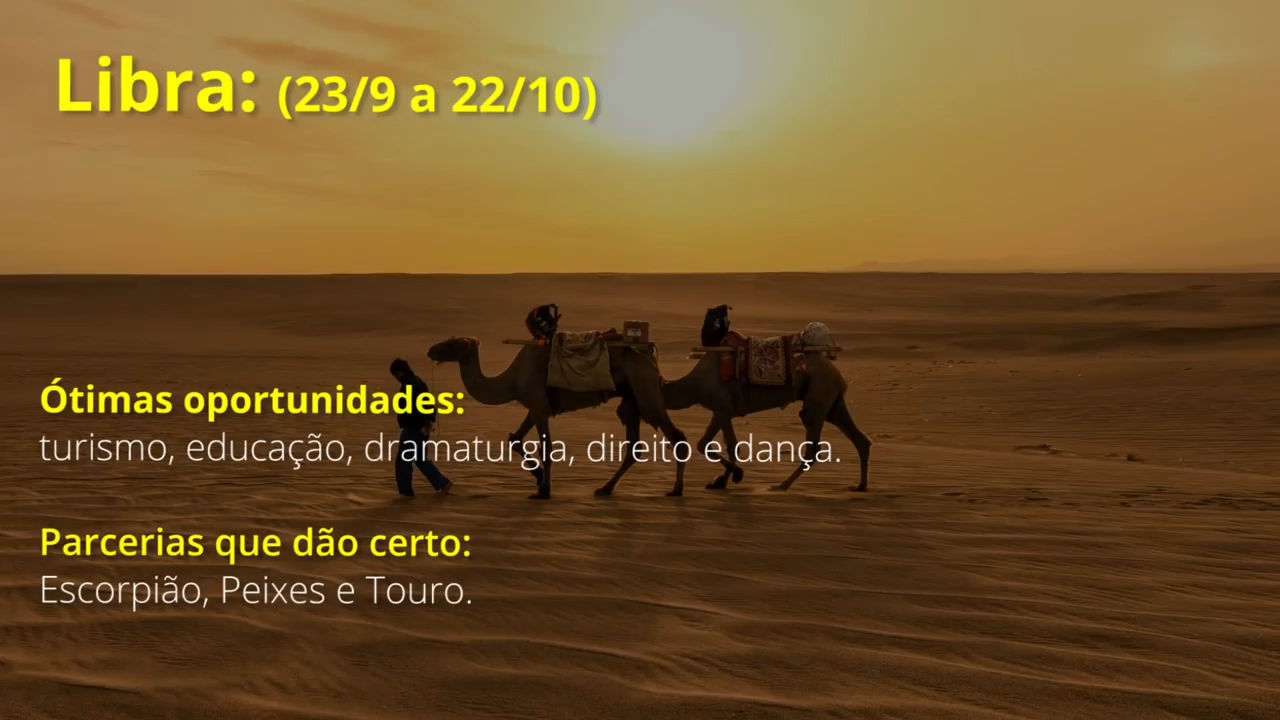 Libra: (23/9 a 22/10)
Ótimas oportunidades:
turismo, educação, dramaturgia, direito e dança.
Parcerias que dão certo:
Escorpião, Peixes e Touro.